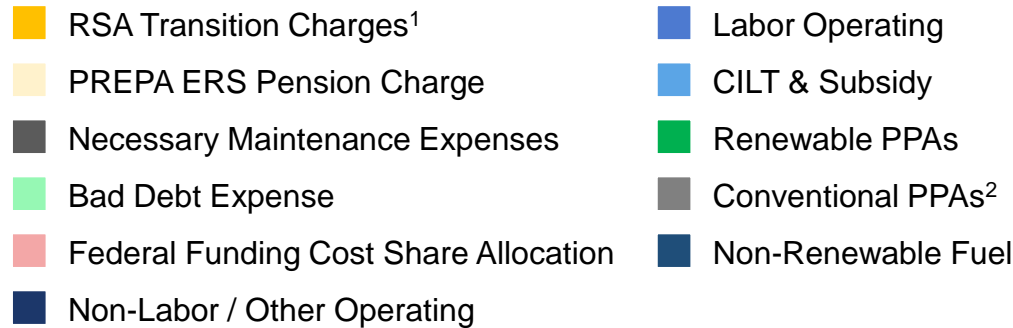 RSA Transition Charges¹
PREPA ERS Pension Charge
Necessary Maintenance Expenses
Bad Debt Expense
Federal Funding Cost Share Allocation
Non-Labor / Other Operating
Labor Operating
CILT & Subsidy
Renewable PPAs
Conventional PPAs²
Non-Renewable Fuel